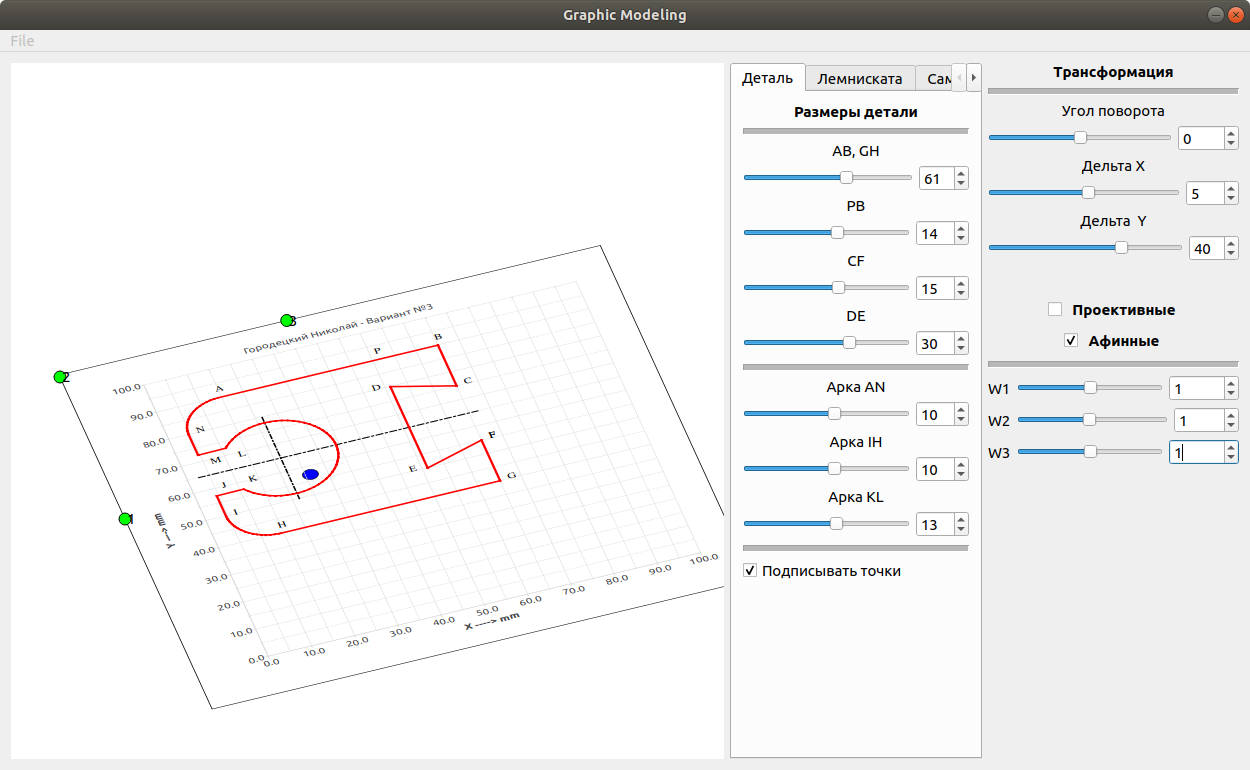 Graphic Modeling
File
Деталь
Лемниската
Сам
Размеры детали
AB, GH
61
PB
14
CF
15
DE
30
Арка AN
10
Арка IH
10
Арка KL
13
Подписывать точки
Трансформация
Угол поворота
0
Дельта X
5
Дельта Y
40
Проективные
Афинные
W1
1
W2
1
W3
1
3
2
1
Городецкий Николай - Вариант №3
100.0
90.0
80.0
70.0
60.0
50.0
40.0
30.0
20.0
10.0
0.0
Y ----> mm
0.0
10.0
20.0
30.0
40.0
50.0
60.0
70.0
80.0
90.0
100.0
X ----> mm
A
P
B
C
D
N
M
L
F
E
G
J
K
I
H